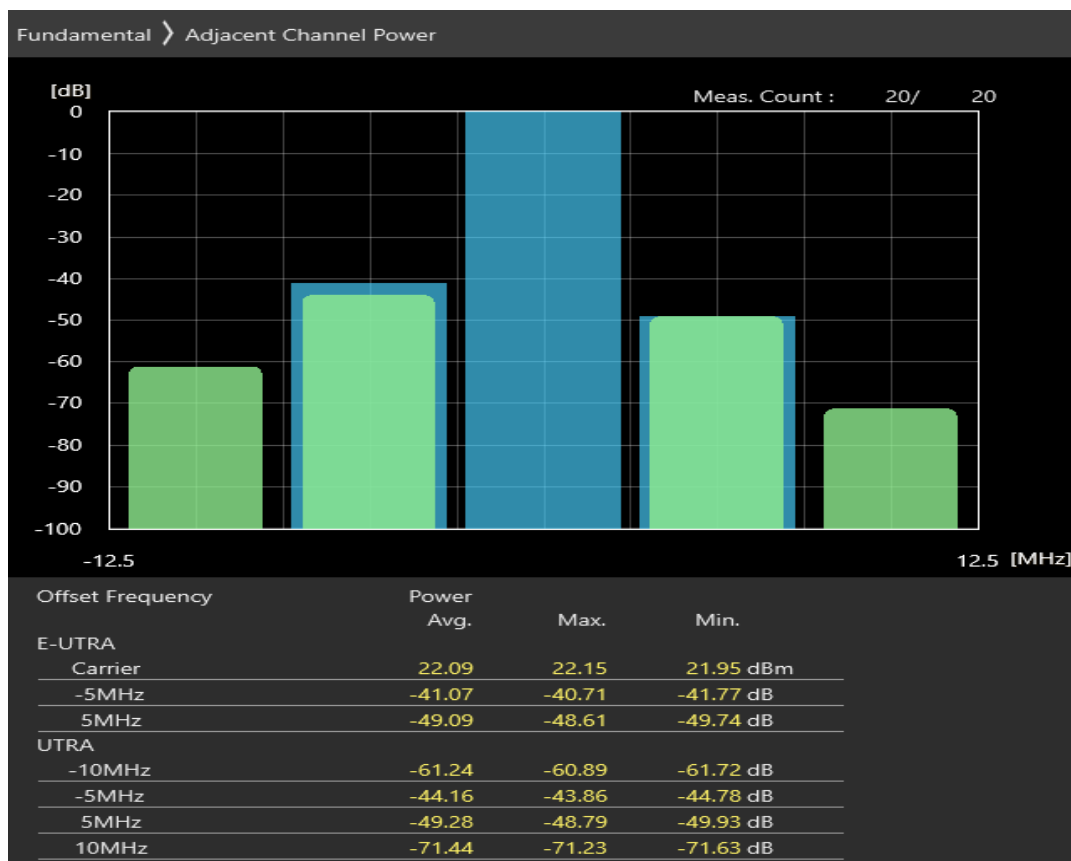 Fundamental ❯ Adjacent Channel Power
[dB]
Meas. Count : 20/ 20
0
-10
-20
-30
-40
-50
-60
-70
-80
-90
-100
-12.5 12.5 [MHz]
Offset Frequency Power
Avg. Max. Min.
E-UTRA
Carrier 22.09 22.15 21.95 dBm
-5MHz -41.07 -40.71 -41.77 dB
5MHz -49.09 -48.61 -49.74 dB
UTRA
-10MHz -61.24 -60.89 -61.72 dB
-5MHz -44.16 -43.86 -44.78 dB
5MHz -49.28 -48.79 -49.93 dB
10MHz -71.44 -71.23 -71.63 dB